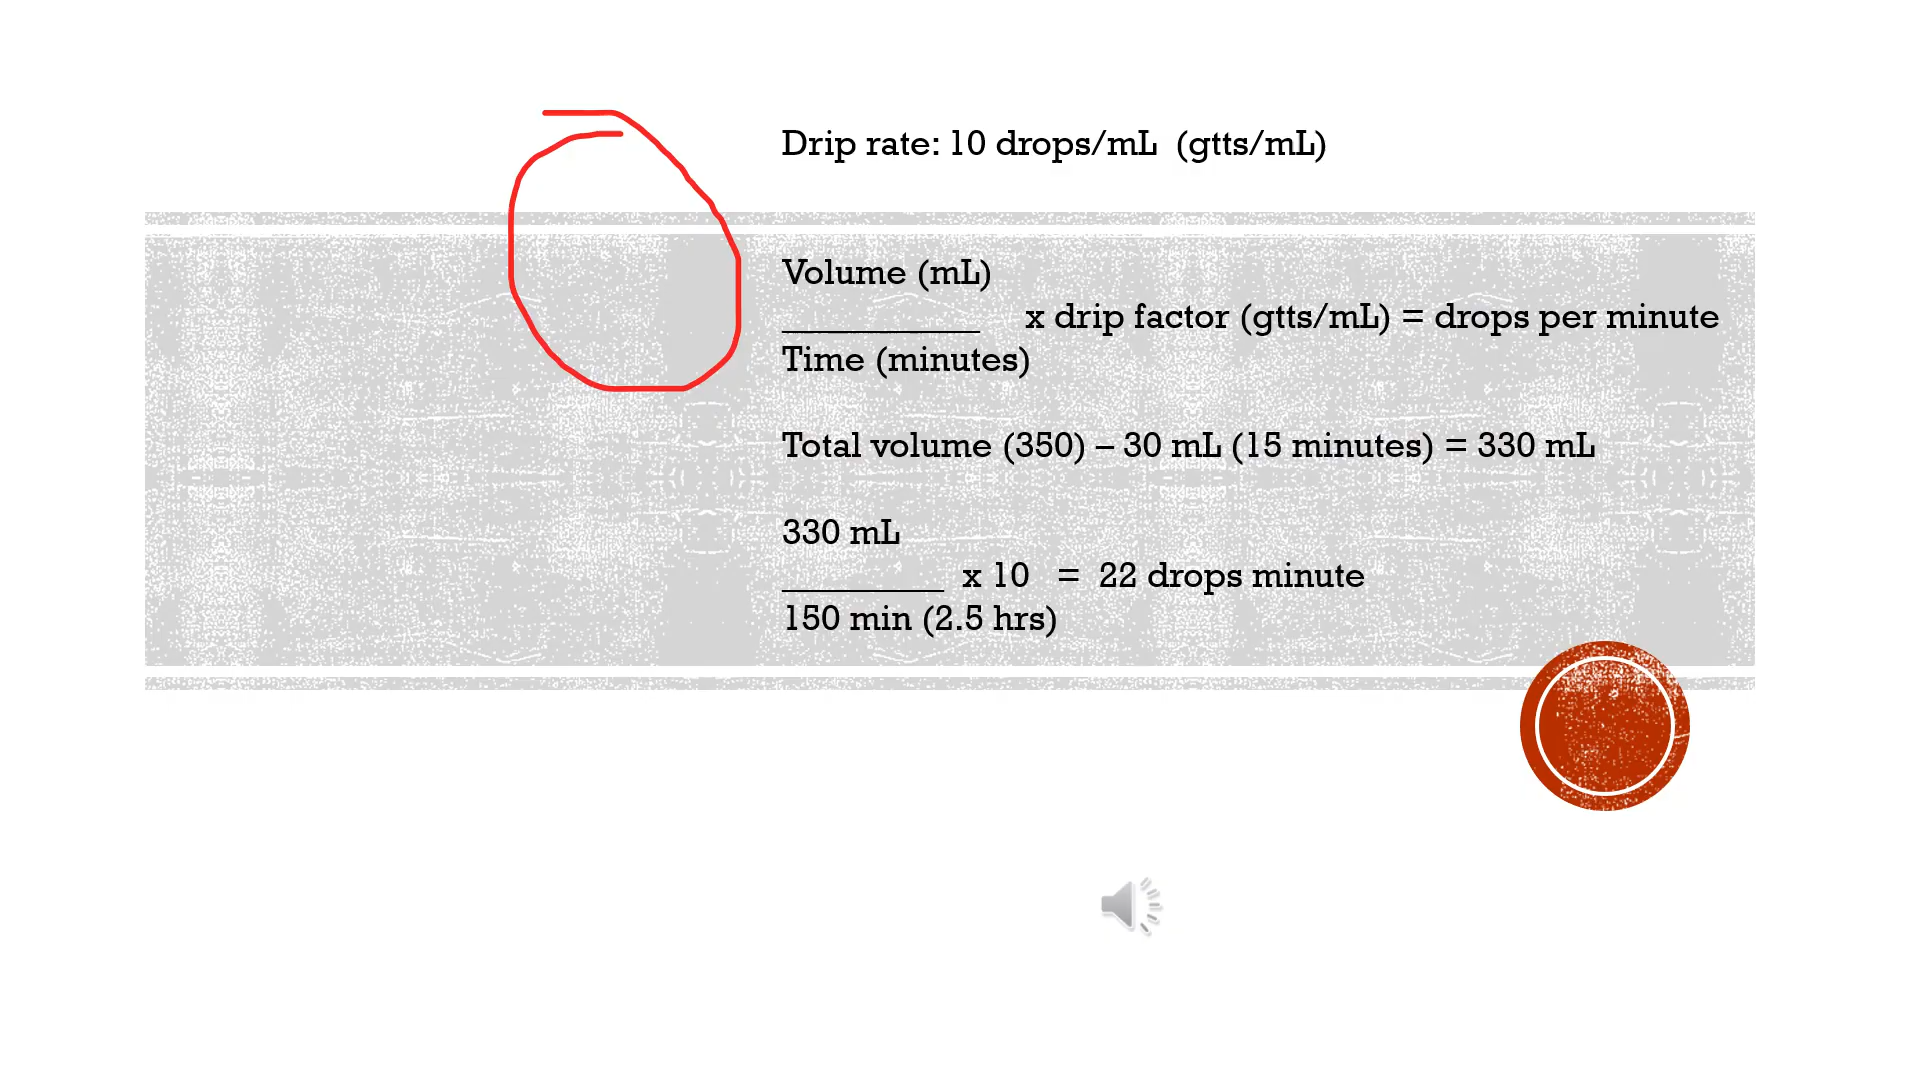 Drip rate: 10 drops/mL (gtts/mL)
Volume (mL)
___________ x drip factor (gtts/mL) = drops per minute
Time (minutes)
Total volume (350) – 30 mL (15 minutes) = 330 mL
330 mL
_________ x 10 = 22 drops minute
150 min (2.5 hrs)